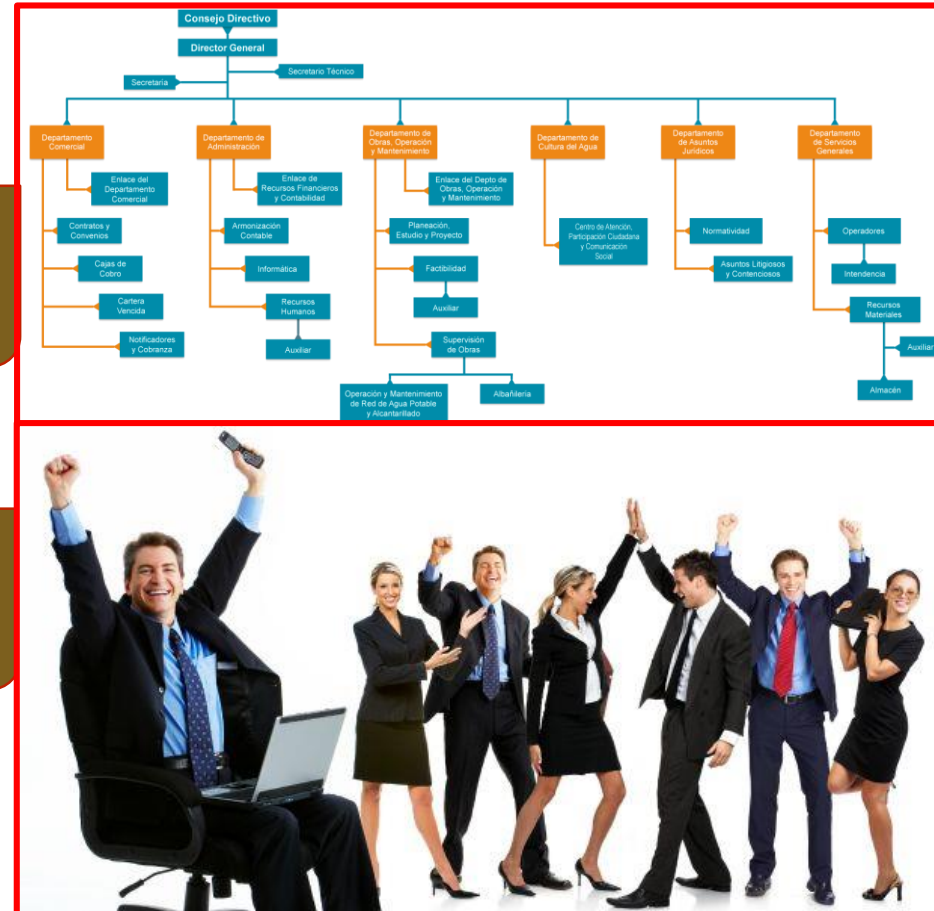 Consejo Directivo
Director General
Secretario Técnico
Secretaria
Departamento
Comercial
Enlace del
Departamento
Comercial
Contratos y
Convenios
Cajas de
Cobro
Cartera
Vencida
Notificadores
y Cobranza
Departamento de
Administración
Enlace de
Recursos Financieros
y Contabilidad
Armonización
Contable
Informática
Recursos
Humanos
Auxiliar
Departamento de
Obras, Operación
y Mantenimiento
Enlace del Depto de
Obras, Operación
y Mantenimiento
Planeación,
Estudio y Proyecto
Factibilidad
Auxiliar
Supervisión
de Obras
Operación y Mantenimiento
de Red de Agua Potable
y Alcantarillado
Albañilería
Departamento de
Cultura del Agua
Centro de Atención,
Participación Ciudadana
y Comunicación
Social
Departamento
de Asuntos
Jurídicos
Normatividad
Asuntos Litigiosos
y Contenciosos
Departamento
de Servicios
Generales
Operadores
Intendencia
Recursos
Materiales
Auxiliar
Almacén